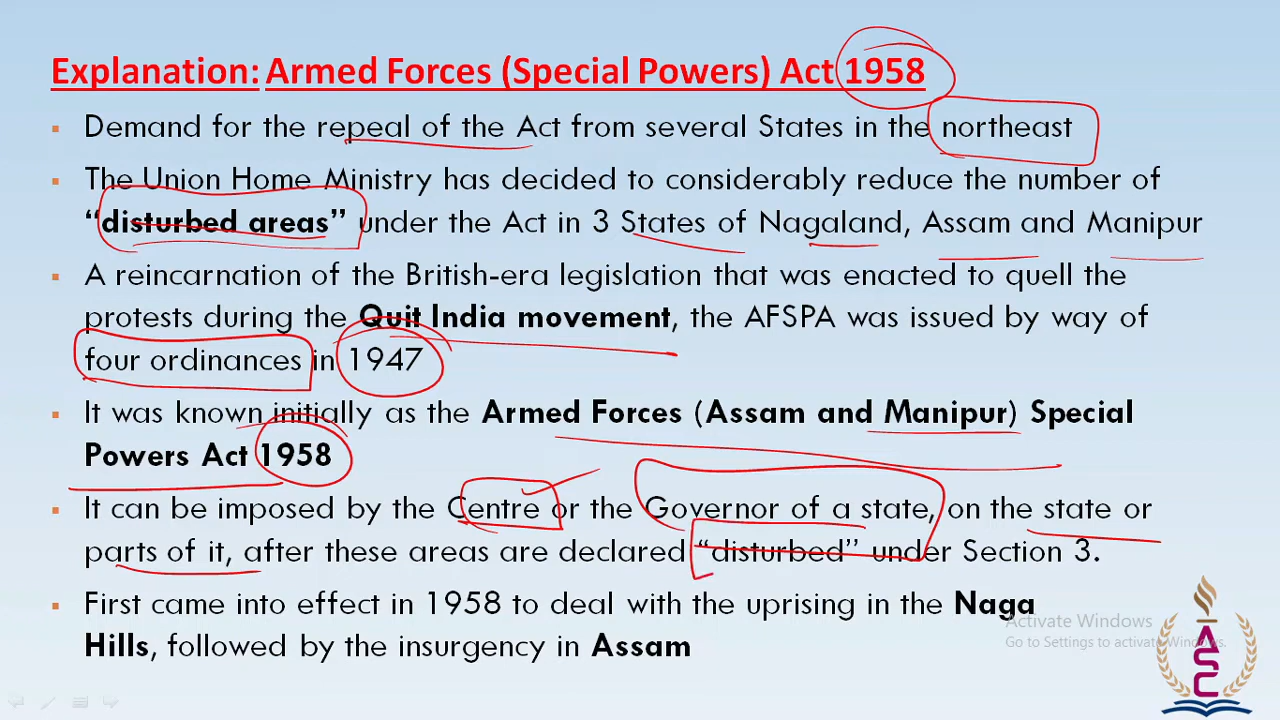 Explanation: Armed Forces (Special Powers) Act 1958
▪ Demand for the repeal of the Act from several States in the northeast
▪ The Union Home Ministry has decided to considerably reduce the number of
“disturbed areas” under the Act in 3 States of Nagaland, Assam and Manipur
▪ A reincarnation of the British-era legislation that was enacted to quell the
protests during the Quit India movement, the AFSPA was issued by way of
four ordinances in 1947
▪ It was known initially as the Armed Forces (Assam and Manipur) Special
Powers Act 1958
▪ It can be imposed by the Centre or the Governor of a state, on the state or
parts of it, after these areas are declared “disturbed” under Section 3.
▪ First came into effect in 1958 to deal with the uprising in the Naga
Hills, followed by the insurgency in Assam
Activate Windows
Go to Settings to activate Windows.
ASC